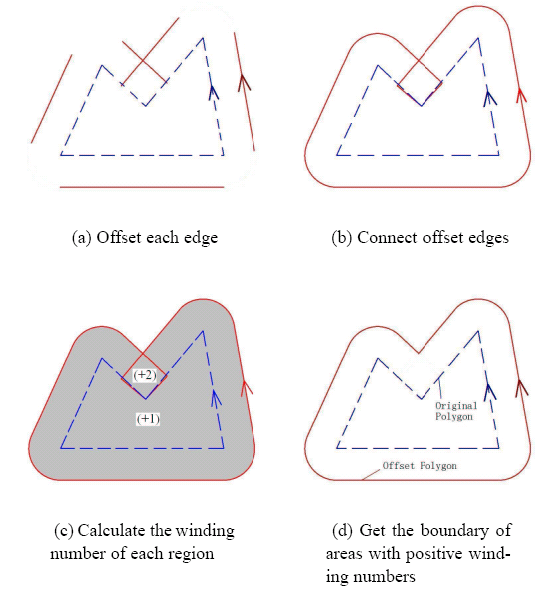 (a) Offset each edge
(b) Connect offset edges
(+2)
(+1)
Original
Polygon
Offset Folygon
(c) Calculate the winding
number of each region
(d) Get the boundary of
areas with positive wind-
ing numbers